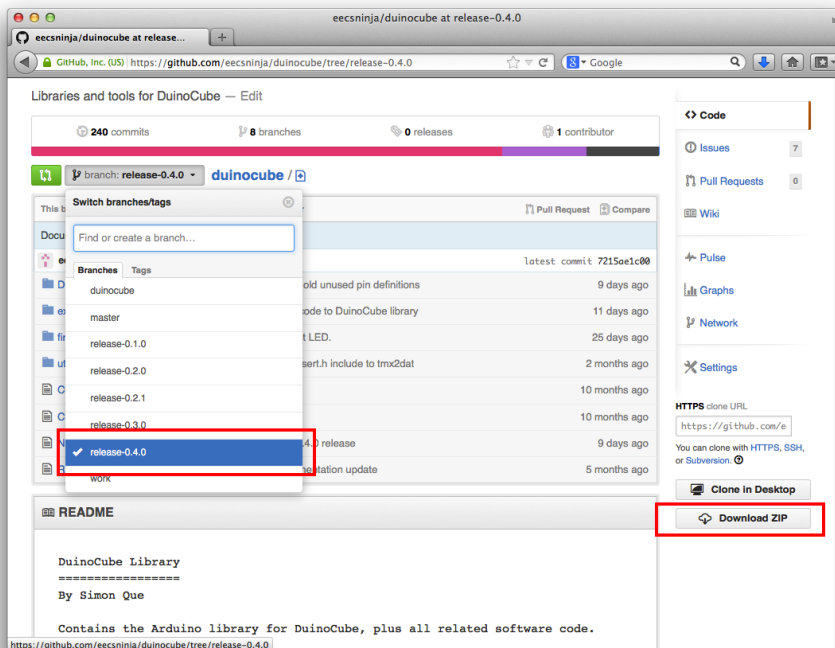 eecsninja/duinocube at release-0.4.0
eecsninja/duinocube at release...
GitHub, Inc. (US) https://github.com/eecsninja/duinocube/tree/release-0.4.0
Google
Libraries and tools for DuinoCube — Edit
240 commits 8 branches 0 releases 1 contributor
branch: release-0.4.0 duinocube /
Switch branches/tags
This b
Pull Request Compare
Find or create a branch...
Docu
latest commit 7215ae1c00
Branches Tags
duinocube
old unused pin definitions 9 days ago
master
ode to DuinoCube library 11 days ago
release-0.1.0
t LED. 25 days ago
release-0.2.0
sert.h include to tmx2dat 2 months ago
release-0.2.1
10 months ago
release-0.3.0
10 months ago
release-0.4.0
.4.0 release 9 days ago
work
entation update 5 months ago
README
DuinoCube Library
=================
By Simon Que
Contains the Arduino library for DuinoCube, plus all related software code.
https://github.com/eecsninja/duinocube/tree/release-0.4.0
Code
Issues 7
Pull Requests 0
Wiki
Pulse
Graphs
Network
Settings
HTTPS clone URL
https://github.com/e
You can clone with HTTPS, SSH,
or Subversion.
Clone in Desktop
Download ZIP